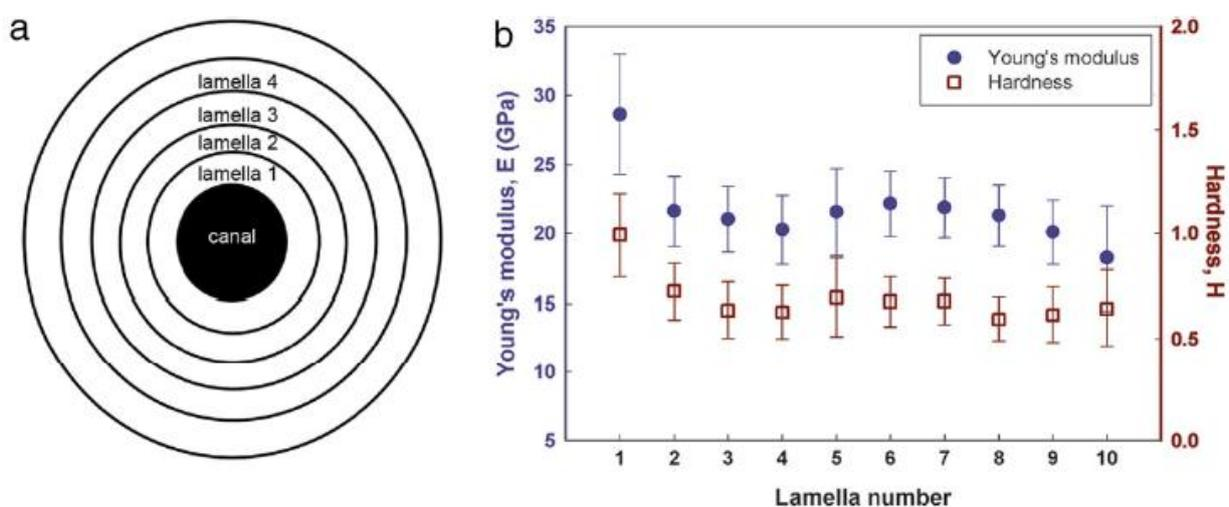 a
lamella 4
lamella 3
lamella 2
lamella 1
canal
b
Young's modulus, E (GPa)
35
30
25
20
15
10
5
Young's modulus
Hardness
2.0
1.5
1.0
0.5
0.0
Hardness, H
1 2 3 4 5 6 7 8 9 10
Lamella number